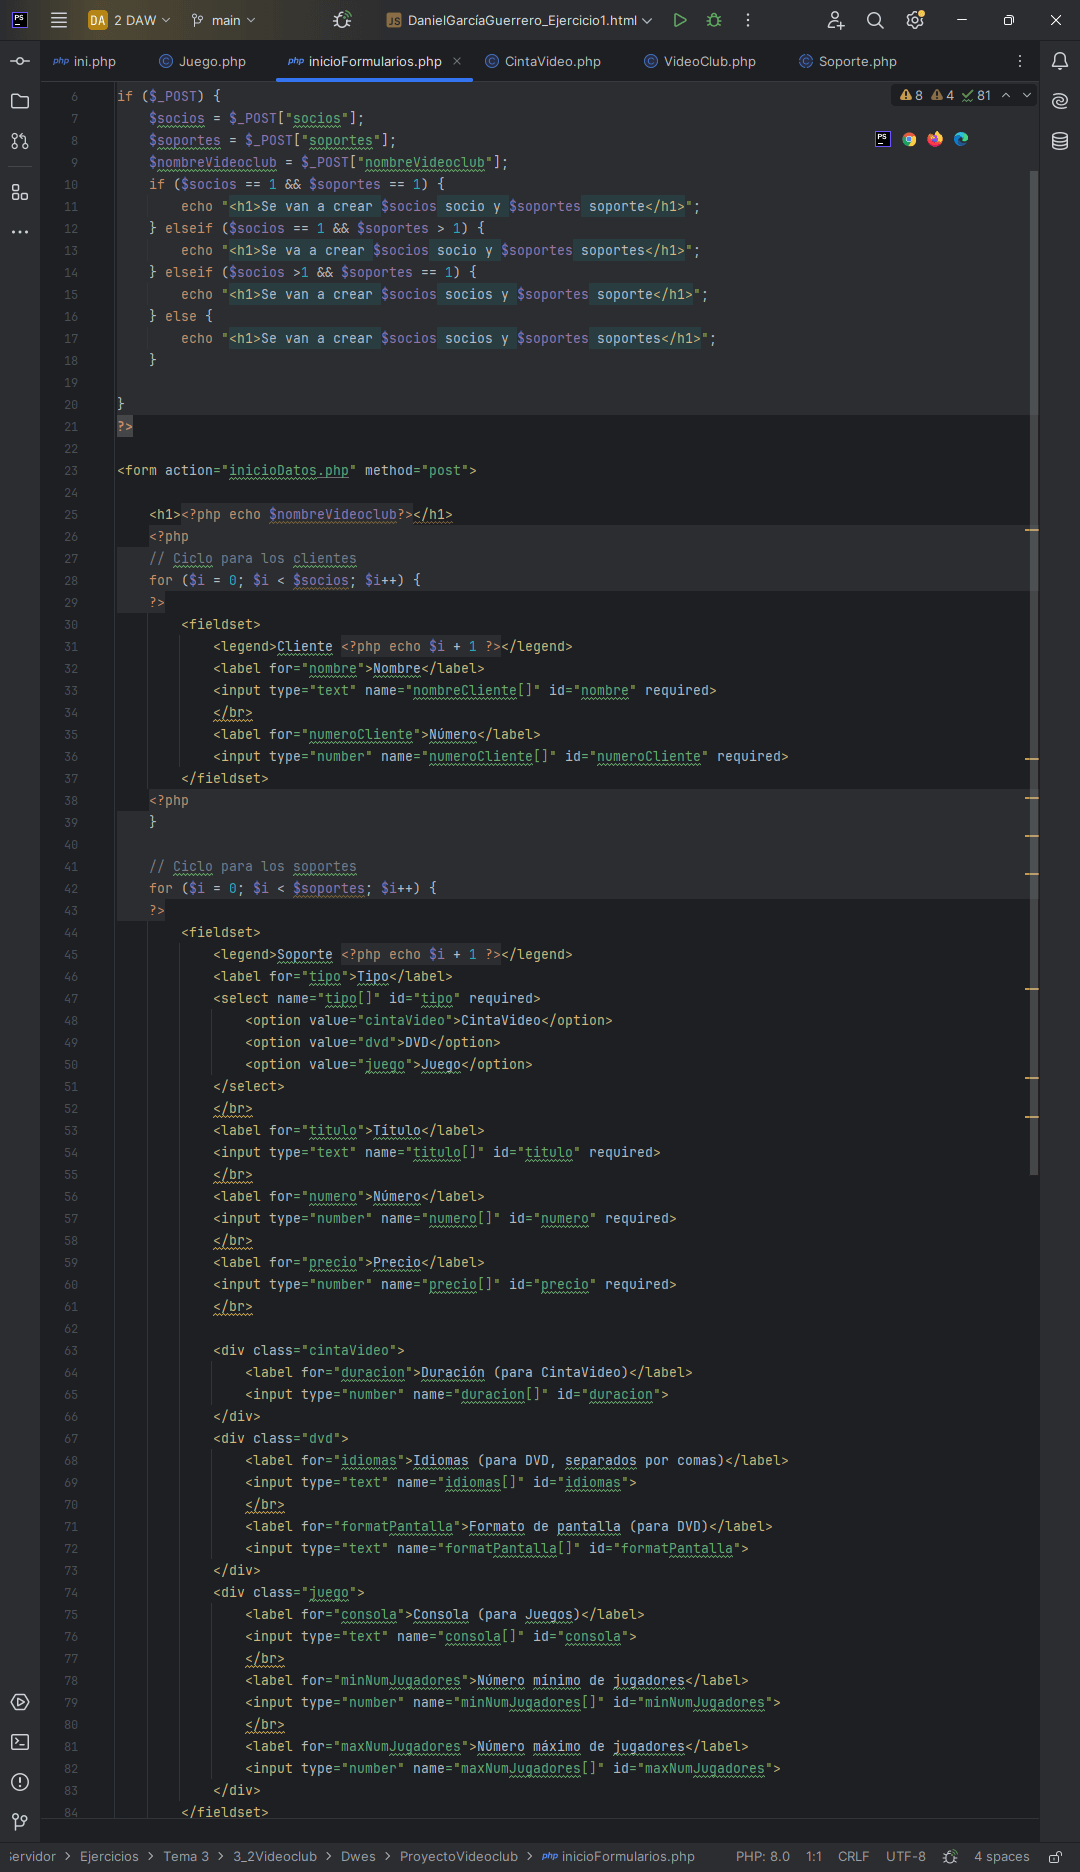 PS DA 2 DAW main JS DanielGarcíaGuerrero_Ejercicio1.html
php ini.php C Juego.php php inicioFormularios.php C CintaVideo.php C VideoClub.php C Soporte.php
8 4 81
6 if ($_POST) {
7 $socios = $_POST["socios"];
8 $soportes = $_POST["soportes"];
9 $nombreVideoclub = $_POST["nombreVideoclub"];
10 if ($socios == 1 && $soportes == 1) {
11 echo "<h1>Se van a crear $socios socio y $soportes soporte</h1>";
12 } elseif ($socios == 1 && $soportes > 1) {
13 echo "<h1>Se va a crear $socios socio y $soportes soportes</h1>";
14 } elseif ($socios >1 && $soportes == 1) {
15 echo "<h1>Se van a crear $socios socios y $soportes soporte</h1>";
16 } else {
17 echo "<h1>Se van a crear $socios socios y $soportes soportes</h1>";
18 }
19
20 }
21 ?>
22
23 <form action="inicioDatos.php" method="post">
24
25 <h1><?php echo $nombreVideoclub?></h1>
26 <?php
27 // Ciclo para los clientes
28 for ($i = 0; $i < $socios; $i++) {
29 ?>
30 <fieldset>
31 <legend>Cliente <?php echo $i + 1 ?></legend>
32 <label for="nombre">Nombre</label>
33 <input type="text" name="nombreCliente[]" id="nombre" required>
34 </br>
35 <label for="numeroCliente">Número</label>
36 <input type="number" name="numeroCliente[]" id="numeroCliente" required>
37 </fieldset>
38 <?php
39 }
40
41 // Ciclo para los soportes
42 for ($i = 0; $i < $soportes; $i++) {
43 ?>
44 <fieldset>
45 <legend>Soporte <?php echo $i + 1 ?></legend>
46 <label for="tipo">Tipo</label>
47 <select name="tipo[]" id="tipo" required>
48 <option value="cintaVideo">CintaVideo</option>
49 <option value="dvd">DVD</option>
50 <option value="juego">Juego</option>
51 </select>
52 </br>
53 <label for="titulo">Titulo</label>
54 <input type="text" name="titulo[]" id="titulo" required>
55 </br>
56 <label for="numero">Número</label>
57 <input type="number" name="numero[]" id="numero" required>
58 </br>
59 <label for="precio">Precio</label>
60 <input type="number" name="precio[]" id="precio" required>
61 </br>
62
63 <div class="cintaVideo">
64 <label for="duracion">Duración (para CintaVideo)</label>
65 <input type="number" name="duracion[]" id="duracion">
66 </div>
67 <div class="dvd">
68 <label for="idiomas">Idiomas (para DVD, separados por comas)</label>
69 <input type="text" name="idiomas[]" id="idiomas">
70 </br>
71 <label for="formatPantalla">Formato de pantalla (para DVD)</label>
72 <input type="text" name="formatPantalla[]" id="formatPantalla">
73 </div>
74 <div class="juego">
75 <label for="consola">Consola (para Juegos)</label>
76 <input type="text" name="consola[]" id="consola">
77 </br>
78 <label for="minNumJugadores">Número mínimo de jugadores</label>
79 <input type="number" name="minNumJugadores[]" id="minNumJugadores">
80 </br>
81 <label for="maxNumJugadores">Número máximo de jugadores</label>
82 <input type="number" name="maxNumJugadores[]" id="maxNumJugadores">
83 </div>
84 </fieldset>
Servidor > Ejercicios > Tema 3 > 3_2Videoclub > Dwes > ProyectoVideoclub > php inicioFormularios.php PHP: 8.0 1:1 CRLF UTF-8 4 spaces